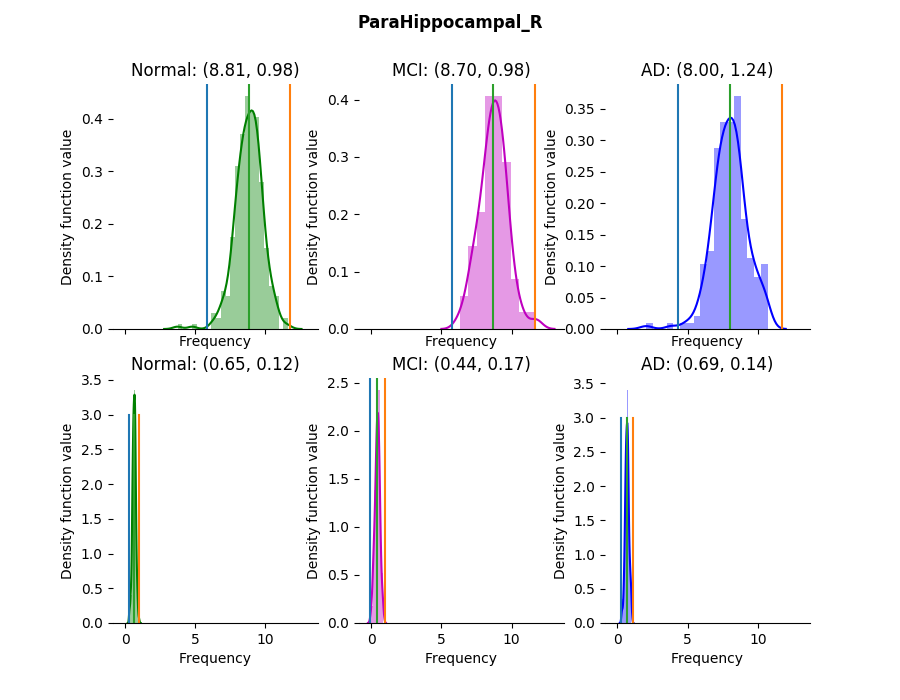 ParaHippocampal_R
Normal: (8.81, 0.98)
MCI: (8.70, 0.98)
AD: (8.00, 1.24)
Density function value
0.4
0.3
0.2
0.1
0.0
Frequency
Density function value
0.4
0.3
0.2
0.1
0.0
Frequency
Density function value
0.35
0.30
0.25
0.20
0.15
0.10
0.05
0.00
Frequency
Normal: (0.65, 0.12)
MCI: (0.44, 0.17)
AD: (0.69, 0.14)
Density function value
3.5
3.0
2.5
2.0
1.5
1.0
0.5
0.0
0 5 10
Frequency
Density function value
2.5
2.0
1.5
1.0
0.5
0.0
0 5 10
Frequency
Density function value
3.5
3.0
2.5
2.0
1.5
1.0
0.5
0.0
0 5 10
Frequency